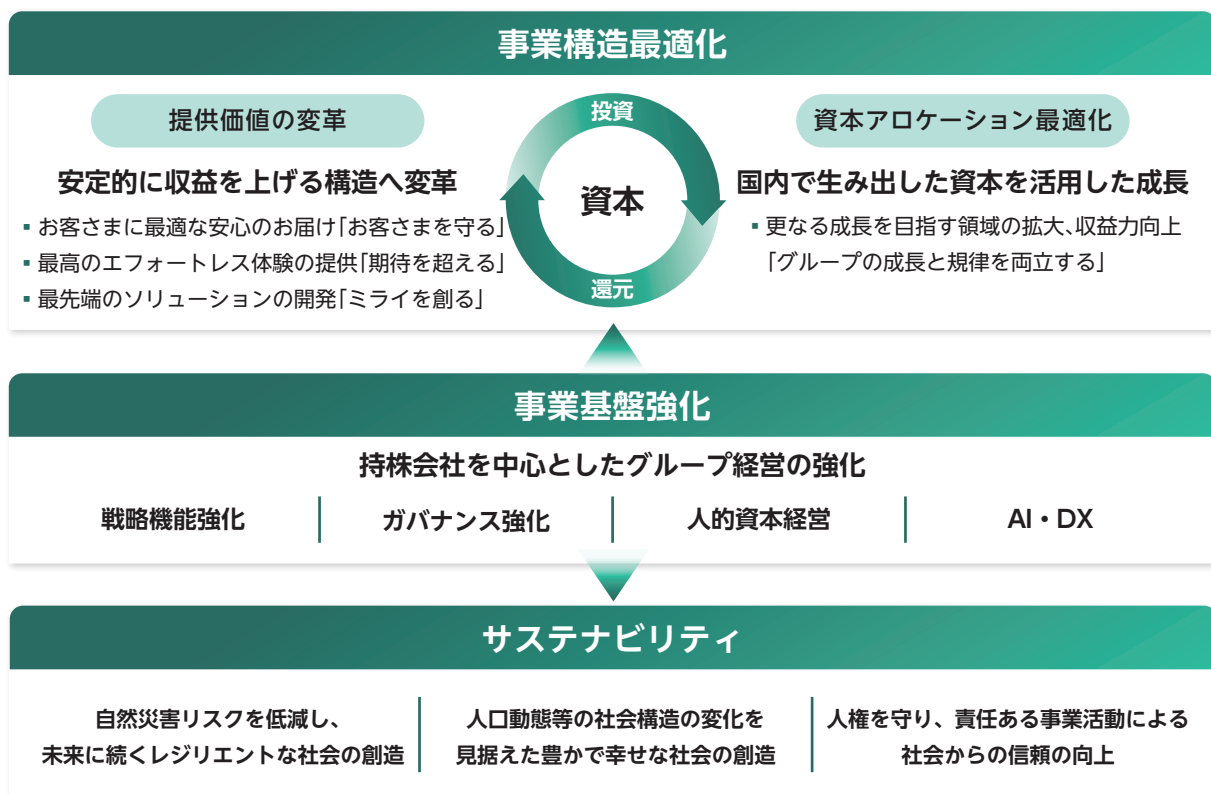 事業構造最適化
提供価値の変革
安定的に収益を上げる構造へ変革
▪ お客さまに最適な安心のお届け「お客さまを守る」
▪ 最高のエフォートレス体験の提供「期待を超える」
▪ 最先端のソリューションの開発「ミライを創る」
投資
資本
還元
資本アロケーション最適化
国内で生み出した資本を活用した成長
▪ 更なる成長を目指す領域の拡大、収益力向上
「グループの成長と規律を両立する」
事業基盤強化
持株会社を中心としたグループ経営の強化
戦略機能強化
ガバナンス強化
人的資本経営
AI・DX
サステナビリティ
自然災害リスクを低減し、
未来に続くレジリエントな社会の創造
人口動態等の社会構造の変化を
見据えた豊かで幸せな社会の創造
人権を守り、責任ある事業活動による
社会からの信頼の向上